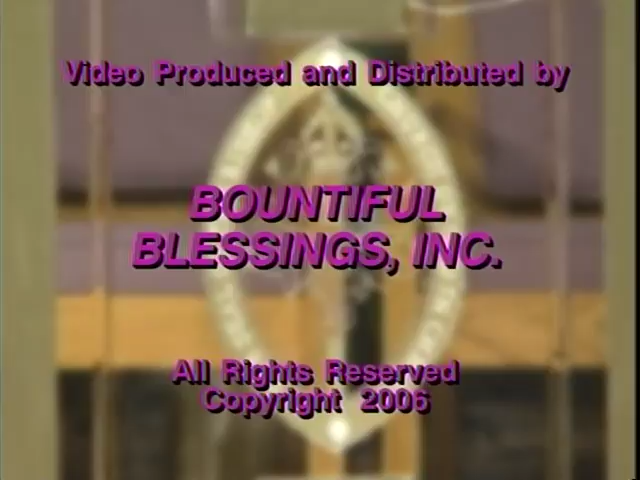 Video Produced and Distributed by
BOUNTIFUL
BLESSINGS, INC.
All Rights Reserved
Copyright 2006